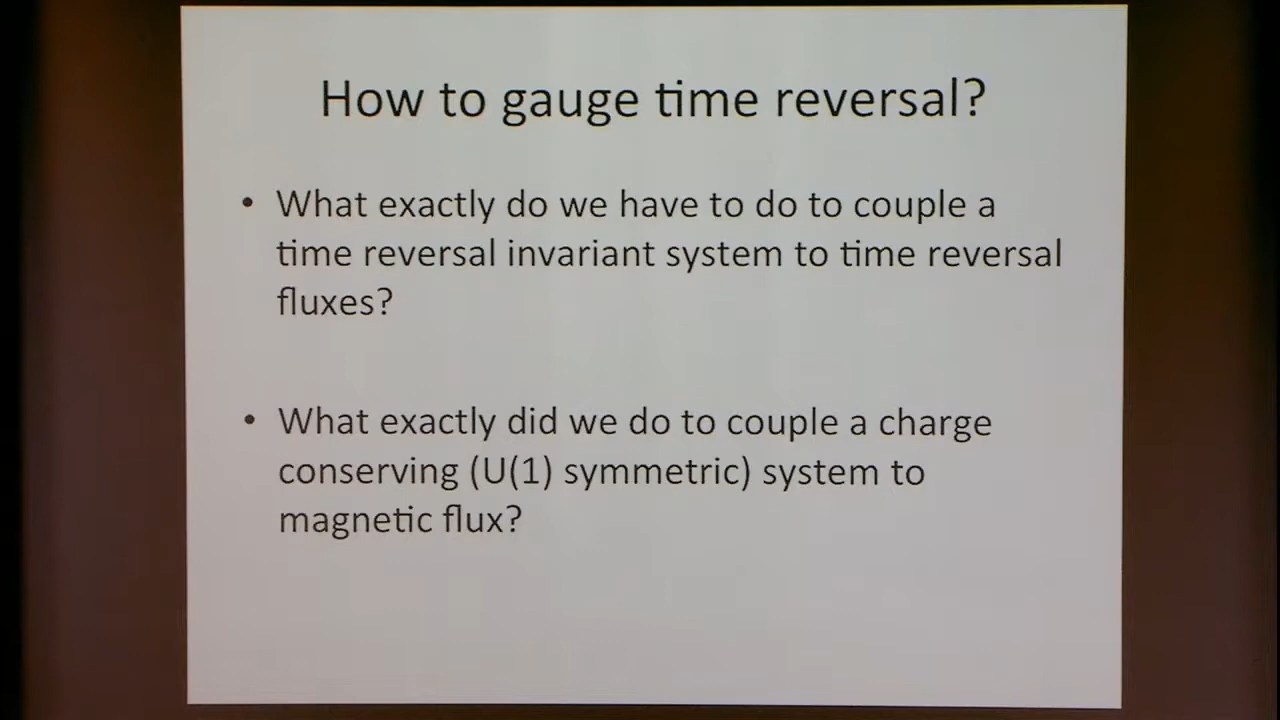 How to gauge time reversal?
• What exactly do we have to do to couple a
time reversal invariant system to time reversal
fluxes?
• What exactly did we do to couple a charge
conserving (U(1) symmetric) system to
magnetic flux?